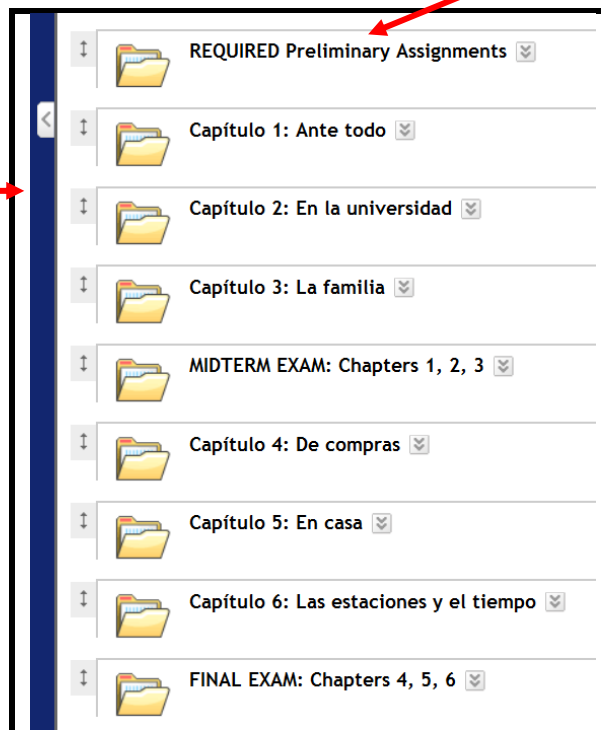 REQUIRED Preliminary Assignments
Capítulo 1: Ante todo
Capítulo 2: En la universidad
Capítulo 3: La familia
MIDTERM EXAM: Chapters 1, 2, 3
Capítulo 4: De compras
Capítulo 5: En casa
Capítulo 6: Las estaciones y el tiempo
FINAL EXAM: Chapters 4, 5, 6